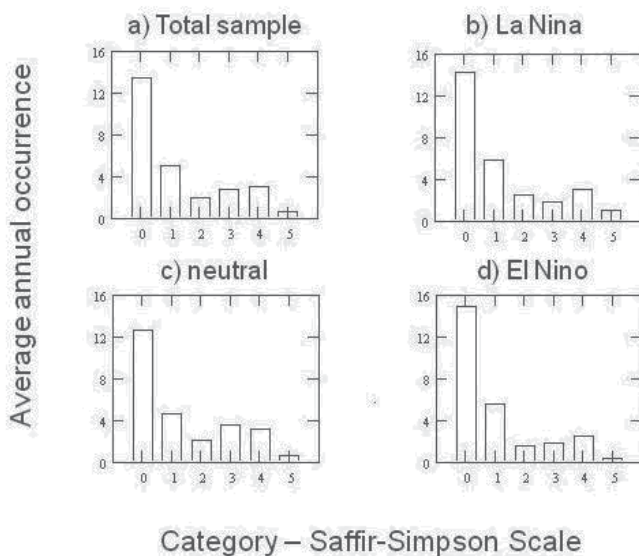 a) Total sample
b) La Nina
16
12
8
4
0
0 1 2 3 4 5
16
12
8
4
0
0 1 2 3 4 5
c) neutral
d) El Nino
16
12
8
4
0
0 1 2 3 4 5
16
12
8
4
0
0 1 2 3 4 5
Average annual occurrence
Category – Saffir-Simpson Scale